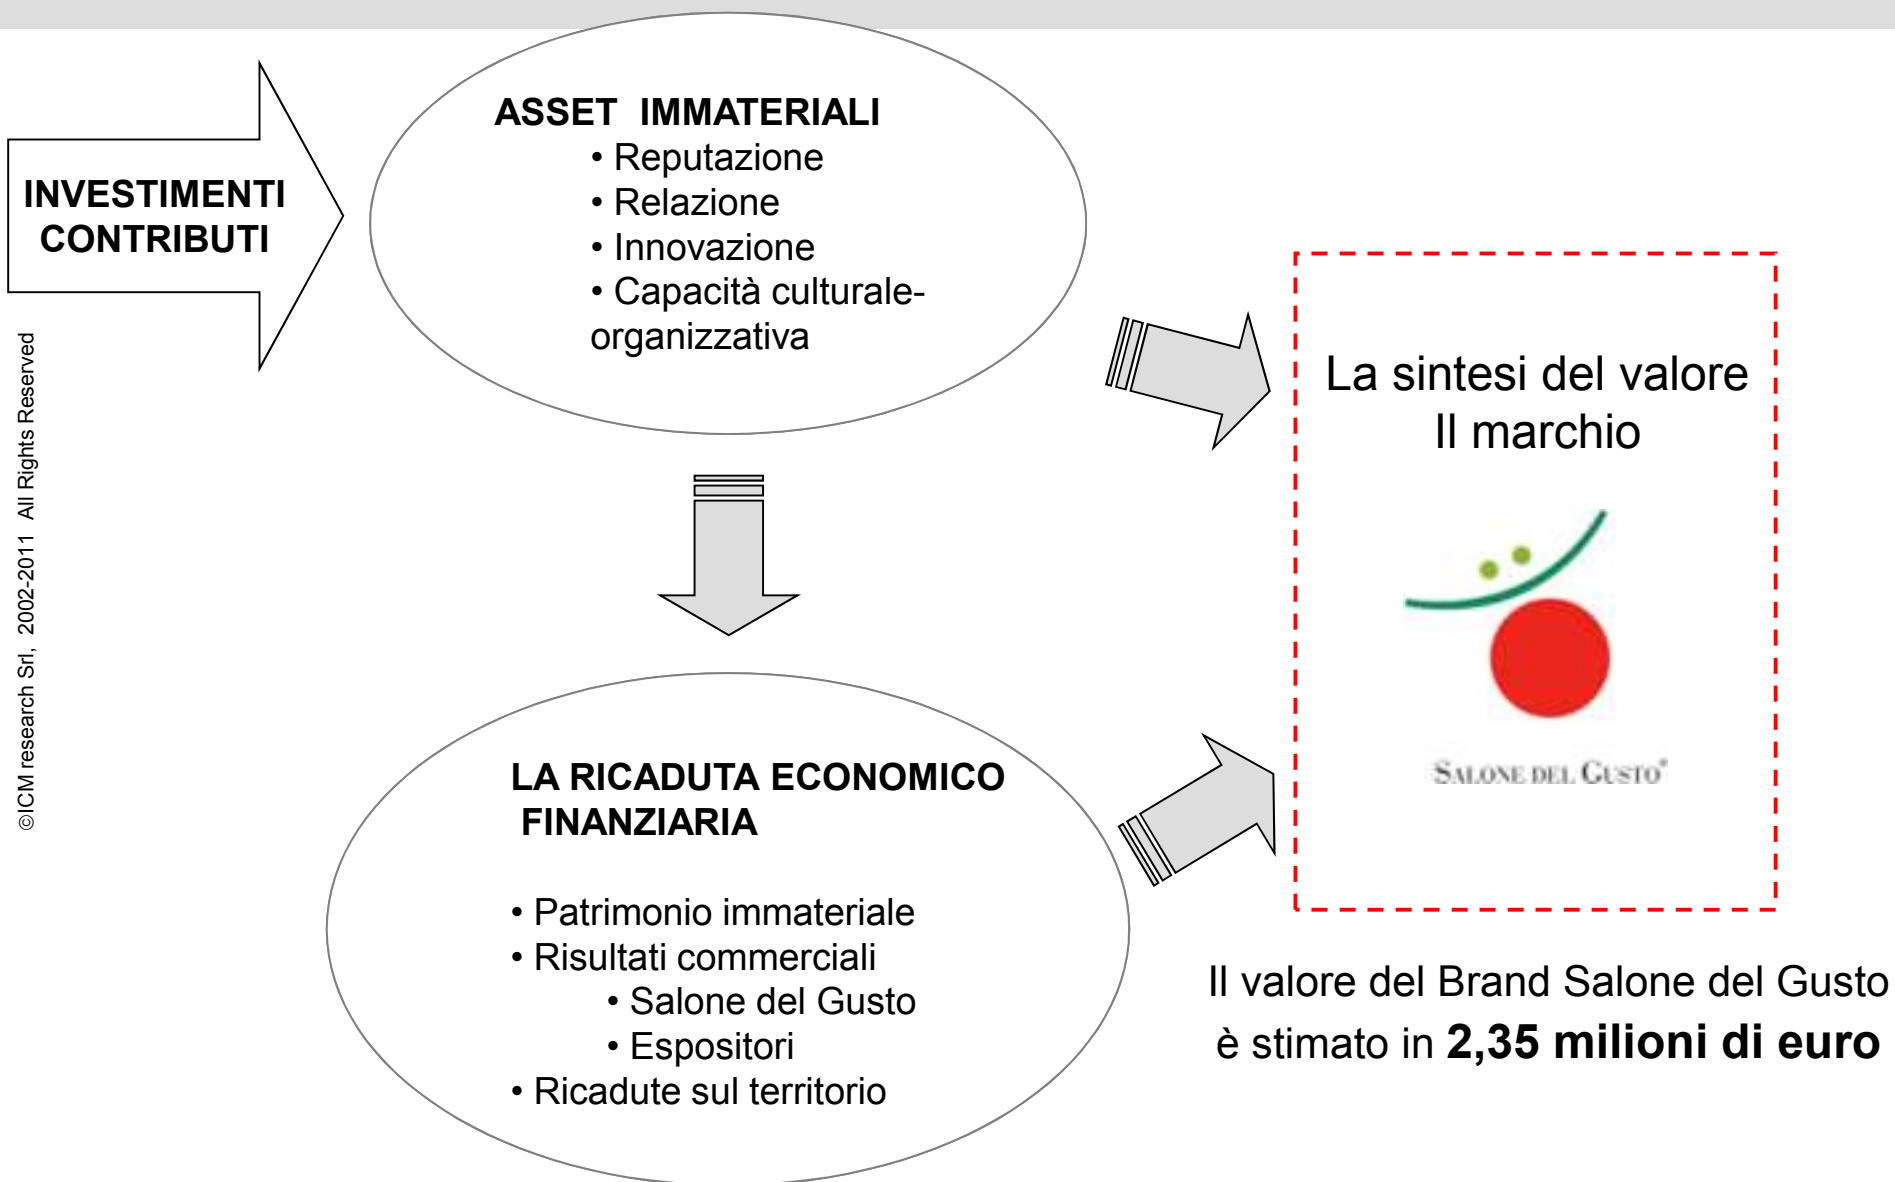 INVESTIMENTI
CONTRIBUTI
ASSET IMMATERIALI
• Reputazione
• Relazione
• Innovazione
• Capacità culturale-
organizzativa
LA RICADUTA ECONOMICO
FINANZIARIA
• Patrimonio immateriale
• Risultati commerciali
• Salone del Gusto
• Espositori
• Ricadute sul territorio
La sintesi del valore
Il marchio
SALONE DEL GUSTO®
Il valore del Brand Salone del Gusto
è stimato in 2,35 milioni di euro
©ICM research Srl, 2002-2011 All Rights Reserved